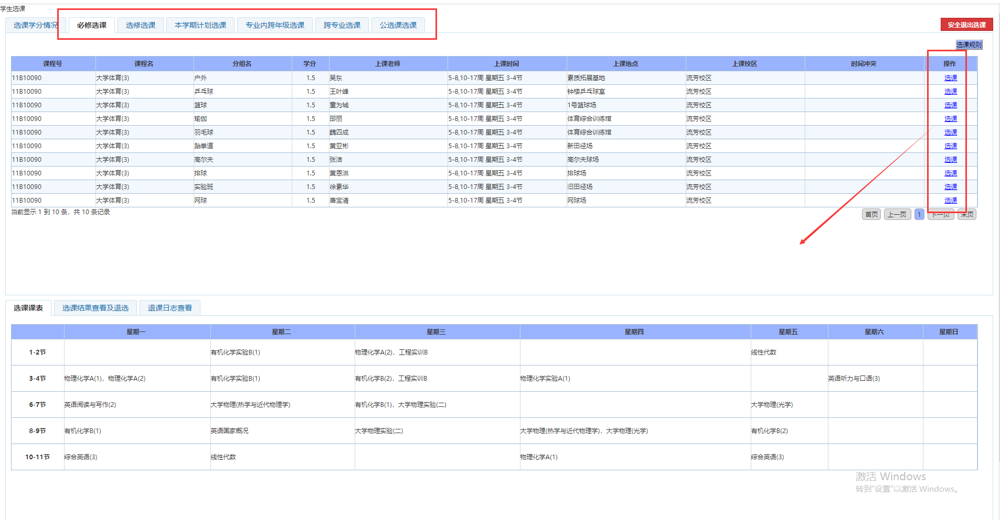 学生选课
选课学分情况 必修选课 选修选课 本学期计划选课 专业内跨年级选课 跨专业选课 公选课选课 安全退出选课
选课规则
课程号 课程名 分组名 学分 上课老师 上课时间 上课地点 上课校区 时间冲突 操作
11B10090 大学体育(3) 户外 1.5 吴东 5-8,10-17周 星期五 3-4节 素质拓展基地 流芳校区 选课
11B10090 大学体育(3) 乒乓球 1.5 王叶峰 5-8,10-17周 星期五 3-4节 钟楼乒乓球室 流芳校区 选课
11B10090 大学体育(3) 篮球 1.5 童为城 5-8,10-17周 星期五 3-4节 1号篮球场 流芳校区 选课
11B10090 大学体育(3) 瑜伽 1.5 邵丽 5-8,10-17周 星期五 3-4节 体育综合训练馆 流芳校区 选课
11B10090 大学体育(3) 羽毛球 1.5 魏四成 5-8,10-17周 星期五 3-4节 体育综合训练馆 流芳校区 选课
11B10090 大学体育(3) 跆拳道 1.5 黄亚彬 5-8,10-17周 星期五 3-4节 新田径场 流芳校区 选课
11B10090 大学体育(3) 高尔夫 1.5 张洁 5-8,10-17周 星期五 3-4节 高尔夫球场 流芳校区 选课
11B10090 大学体育(3) 排球 1.5 黄恩洪 5-8,10-17周 星期五 3-4节 排球场 流芳校区 选课
11B10090 大学体育(3) 实验班 1.5 徐素华 5-8,10-17周 星期五 3-4节 旧田径场 流芳校区 选课
11B10090 大学体育(3) 网球 1.5 唐宝清 5-8,10-17周 星期五 3-4节 网球场 流芳校区 选课
当前显示 1 到 10 条，共 10 条记录 首页 上一页 1 下一页 末页
选课课表 选课结果查看及退选 退课日志查看
星期一 星期二 星期三 星期四 星期五 星期六 星期日
1-2节 有机化学实验B(1) 物理化学A(2)，工程实训B 线性代数
3-4节 物理化学A(1)，物理化学A(2) 有机化学实验B(1) 有机化学B(2)，工程实训B 物理化学实验A(1) 英语听力与口语(3)
6-7节 英语阅读与写作(2) 大学物理(热学与近代物理学) 有机化学B(1)，大学物理实验(二) 大学物理(光学)
8-9节 有机化学B(1) 英语国家概况 大学物理实验(二) 大学物理(热学与近代物理学)，大学物理(光学) 有机化学B(2)
10-11节 综合英语(3) 线性代数 物理化学A(1) 综合英语(3)
激活 Windows
转到"设置"以激活 Windows。